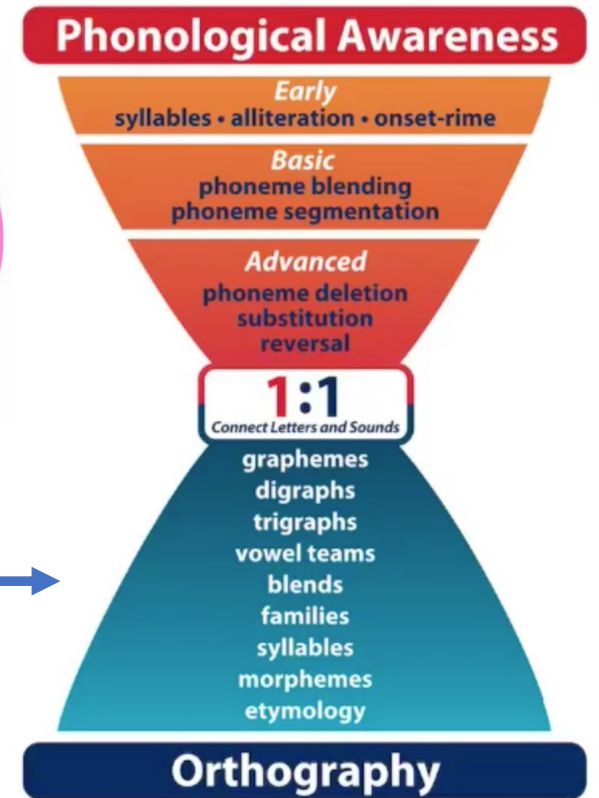 Phonological Awareness
Early
syllables • alliteration • onset-rime
Basic
phoneme blending
phoneme segmentation
Advanced
phoneme deletion
substitution
reversal
1:1
Connect Letters and Sounds
graphemes
digraphs
trigraphs
vowel teams
blends
families
syllables
morphemes
etymology
Orthography